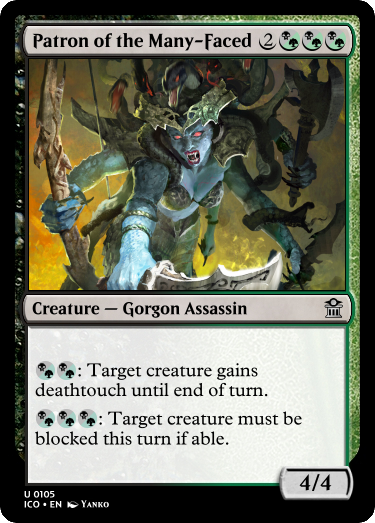 Patron of the Many-Faced 2
Creature — Gorgon Assassin
: Target creature gains
deathtouch until end of turn.
: Target creature must be
blocked this turn if able.
4/4
U 0105
ICO • EN Yanko